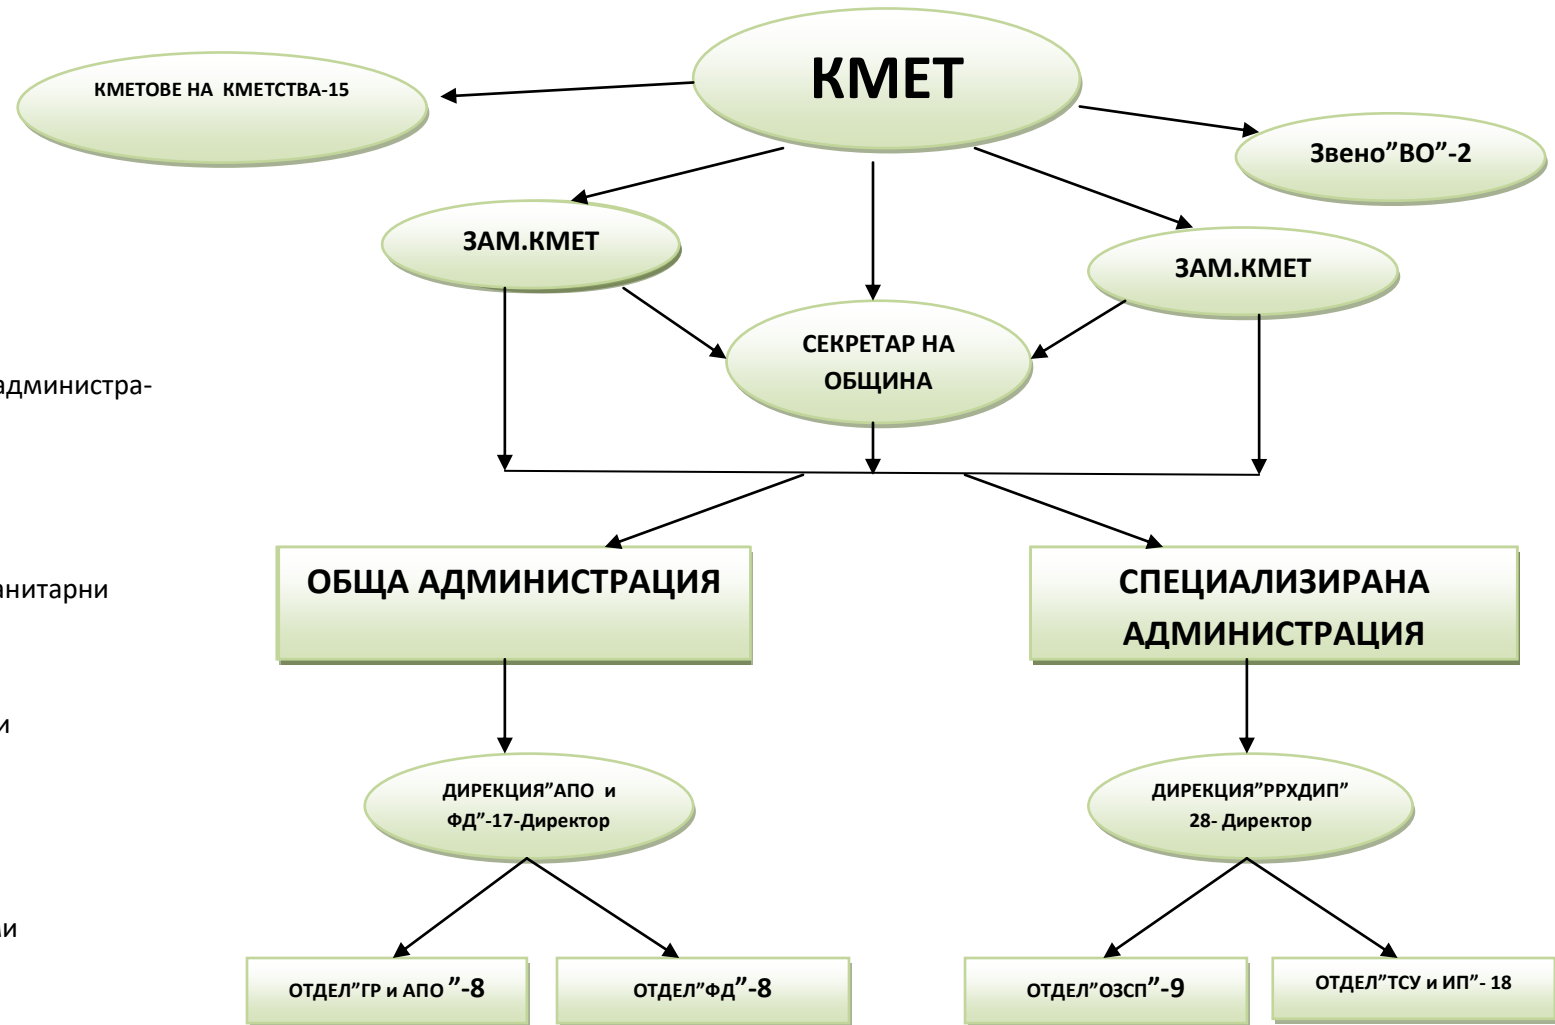 КМЕТ
КМЕТОВЕ НА КМЕТСТВА-15
Звено”ВО”-2
ЗАМ.КМЕТ
ЗАМ.КМЕТ
СЕКРЕТАР НА
ОБЩИНА
администра-
ОБЩА АДМИНИСТРАЦИЯ
СПЕЦИАЛИЗИРАНА
АДМИНИСТРАЦИЯ
анитарни
и
ДИРЕКЦИЯ”АПО и
ФД”-17-Директор
ДИРЕКЦИЯ”РРХДИП”
28- Директор
ми
ОТДЕЛ”ГР и АПО ”-8
ОТДЕЛ”ФД”-8
ОТДЕЛ”ОЗСП”-9
ОТДЕЛ”ТСУ и ИП”- 18